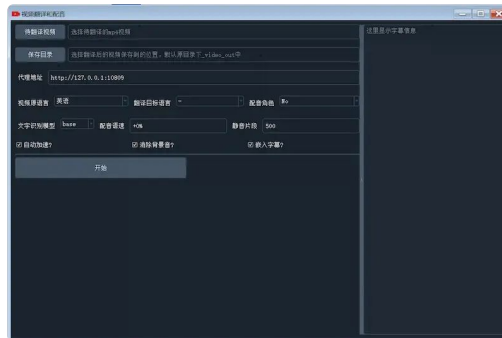 视频翻译和配音
待翻译视频 选择待翻译的mp4视频
这里显示字幕信息
保存目录 选择翻译后的视频保存到的位置，默认原目录下_video_out中
代理地址 http://127.0.0.1:10809
视频原语言 英语 翻译目标语言 - 配音角色 No
文字识别模型 base 配音语速 +0% 静音片段 500
自动加速? 消除背景音? 嵌入字幕?
开始